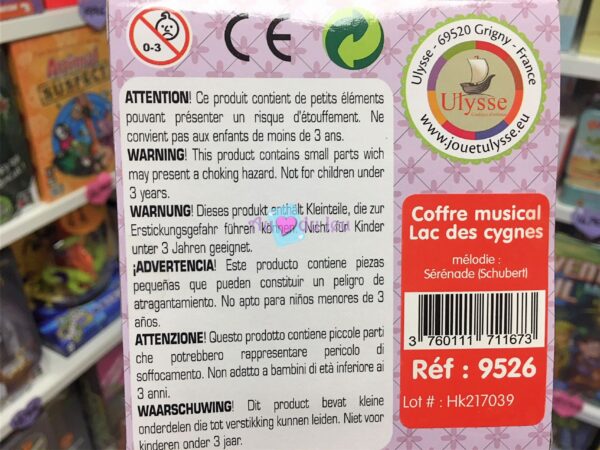 0-3
CE
ATTENTION! Ce produit contient de petits éléments
pouvant présenter un risque d'étouffement. Ne
convient pas aux enfants de moins de 3 ans.
WARNING! This product contains small parts wich
may present a choking hazard. Not for children under
3 years.
WARNUNG! Dieses produkt enthält Kleinteile, die zur
Erstickungsgefahr führen können. Nicht für Kinder
unter 3 Jahren geeignet.
¡ADVERTENCIA! Este producto contiene piezas
pequeñas que pueden constituir un peligro de
atragantamiento. No apto para niños menores de 3
años.
ATTENZIONE! Questo prodotto contiene piccole parti
che potrebbero rappresentare pericolo di
soffocamento. Non adetto a bambini di età inferiore ai
3 anni.
WAARSCHUWING! Dit product bevat kleine
onderdelen die tot verstikking kunnen leiden. Niet voor
kinderen onder 3 jaar.
Ulysse - 69520 Grigny - France
Ulysse
www.jouetulysse.eu
Coffre musical
Lac des cygnes
mélodie :
Sérénade (Schubert)
3 760111 711673
Réf : 9526
Lot # : Hk217039